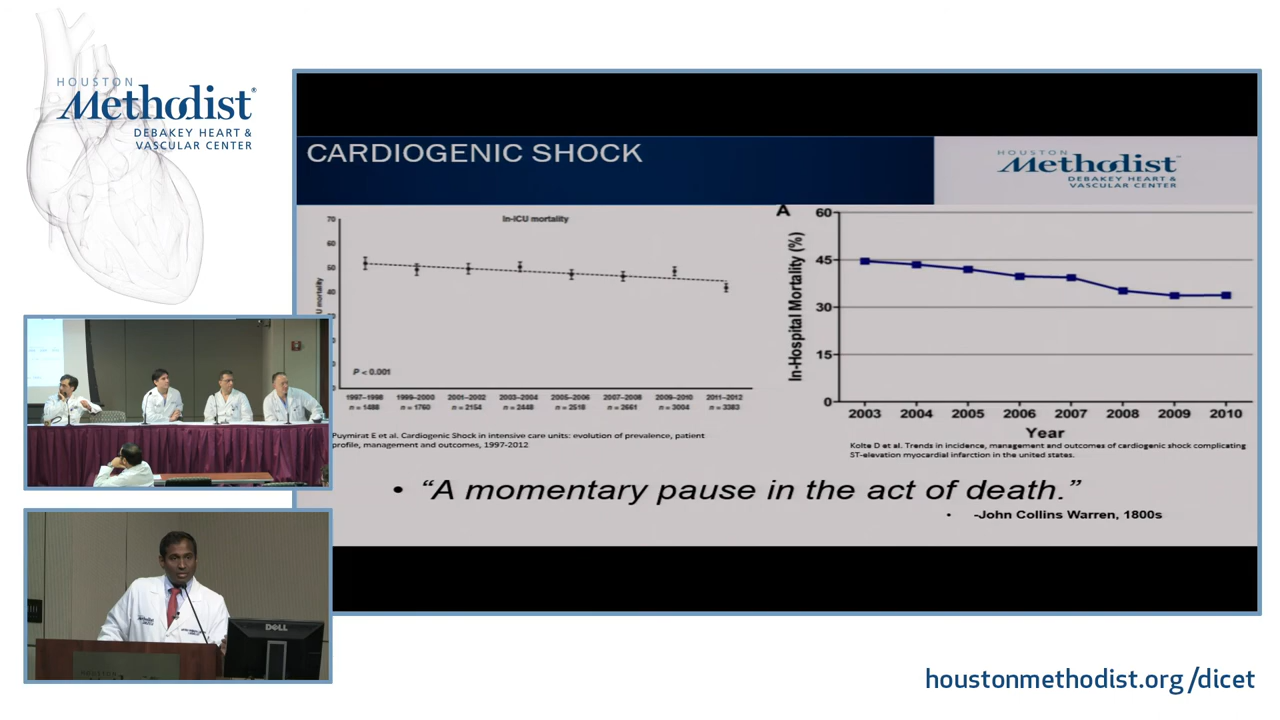 HOUSTON
Methodist®
DEBAKEY HEART &
VASCULAR CENTER
CARDIOGENIC SHOCK
HOUSTON
Methodist
DEBAKEY HEART &
VASCULAR CENTER
In-ICU mortality
70
60
50
40
mortality
P < 0.001
1997–1998 1999–2000 2001–2002 2003–2004 2005–2006 2007–2008 2009–2010 2011–2012
n = 1486 n = 1760 n = 2154 n = 2448 n = 2518 n = 2661 n = 3004 n = 3383
Puymirat E et al. Cardiogenic Shock in intensive care units: evolution of prevalence, patient
profile, management and outcomes, 1997-2012
A
60
45
30
15
0
In-Hospital Mortality (%)
2003 2004 2005 2006 2007 2008 2009 2010
Year
Kolte D et al. Trends in incidence, management and outcomes of cardiogenic shock complicating
ST-elevation myocardial infarction in the united states.
• “A momentary pause in the act of death.”
• -John Collins Warren, 1800s
DELL
houstonmethodist.org/dicet